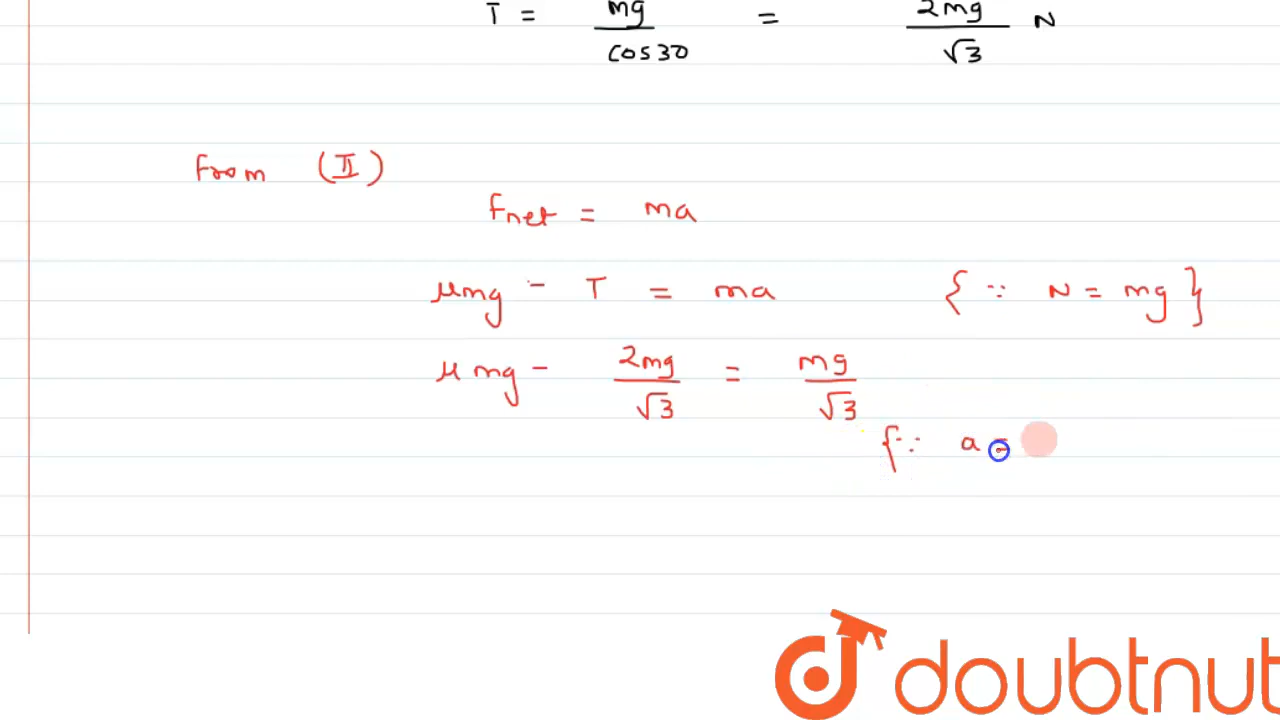 T = mg/cos30 = 2mg/√3 N
From (II)
Fnet = ma
μmg - T = ma {∵ N = mg}
μmg - 2mg/√3 = mg/√3
{∵ a =
doubtnut